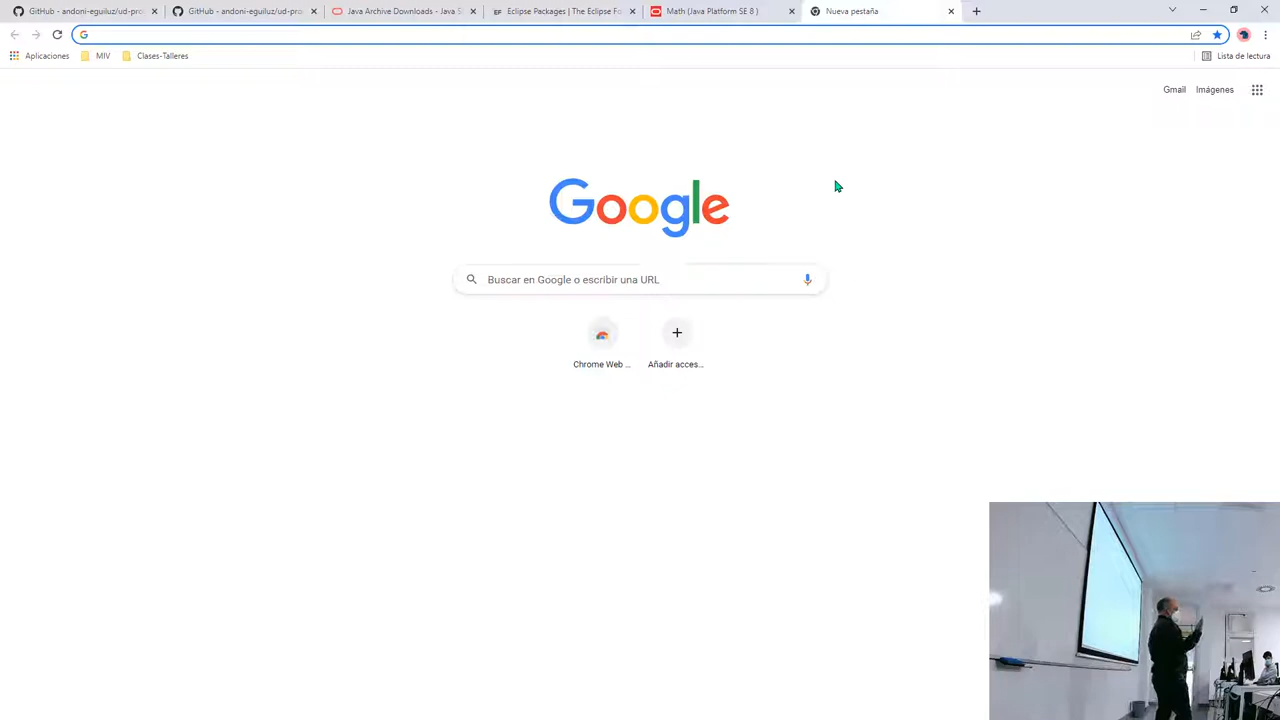 GitHub - andoni-eguiluz/ud-pro
GitHub - andoni-eguiluz/ud-pro
Java Archive Downloads - Java S
Eclipse Packages | The Eclipse Fo
Math (Java Platform SE 8 )
Nueva pestaña
Aplicaciones
MIV
Clases-Talleres
Lista de lectura
Gmail
Imágenes
Google
Buscar en Google o escribir una URL
Chrome Web ...
Añadir acces...